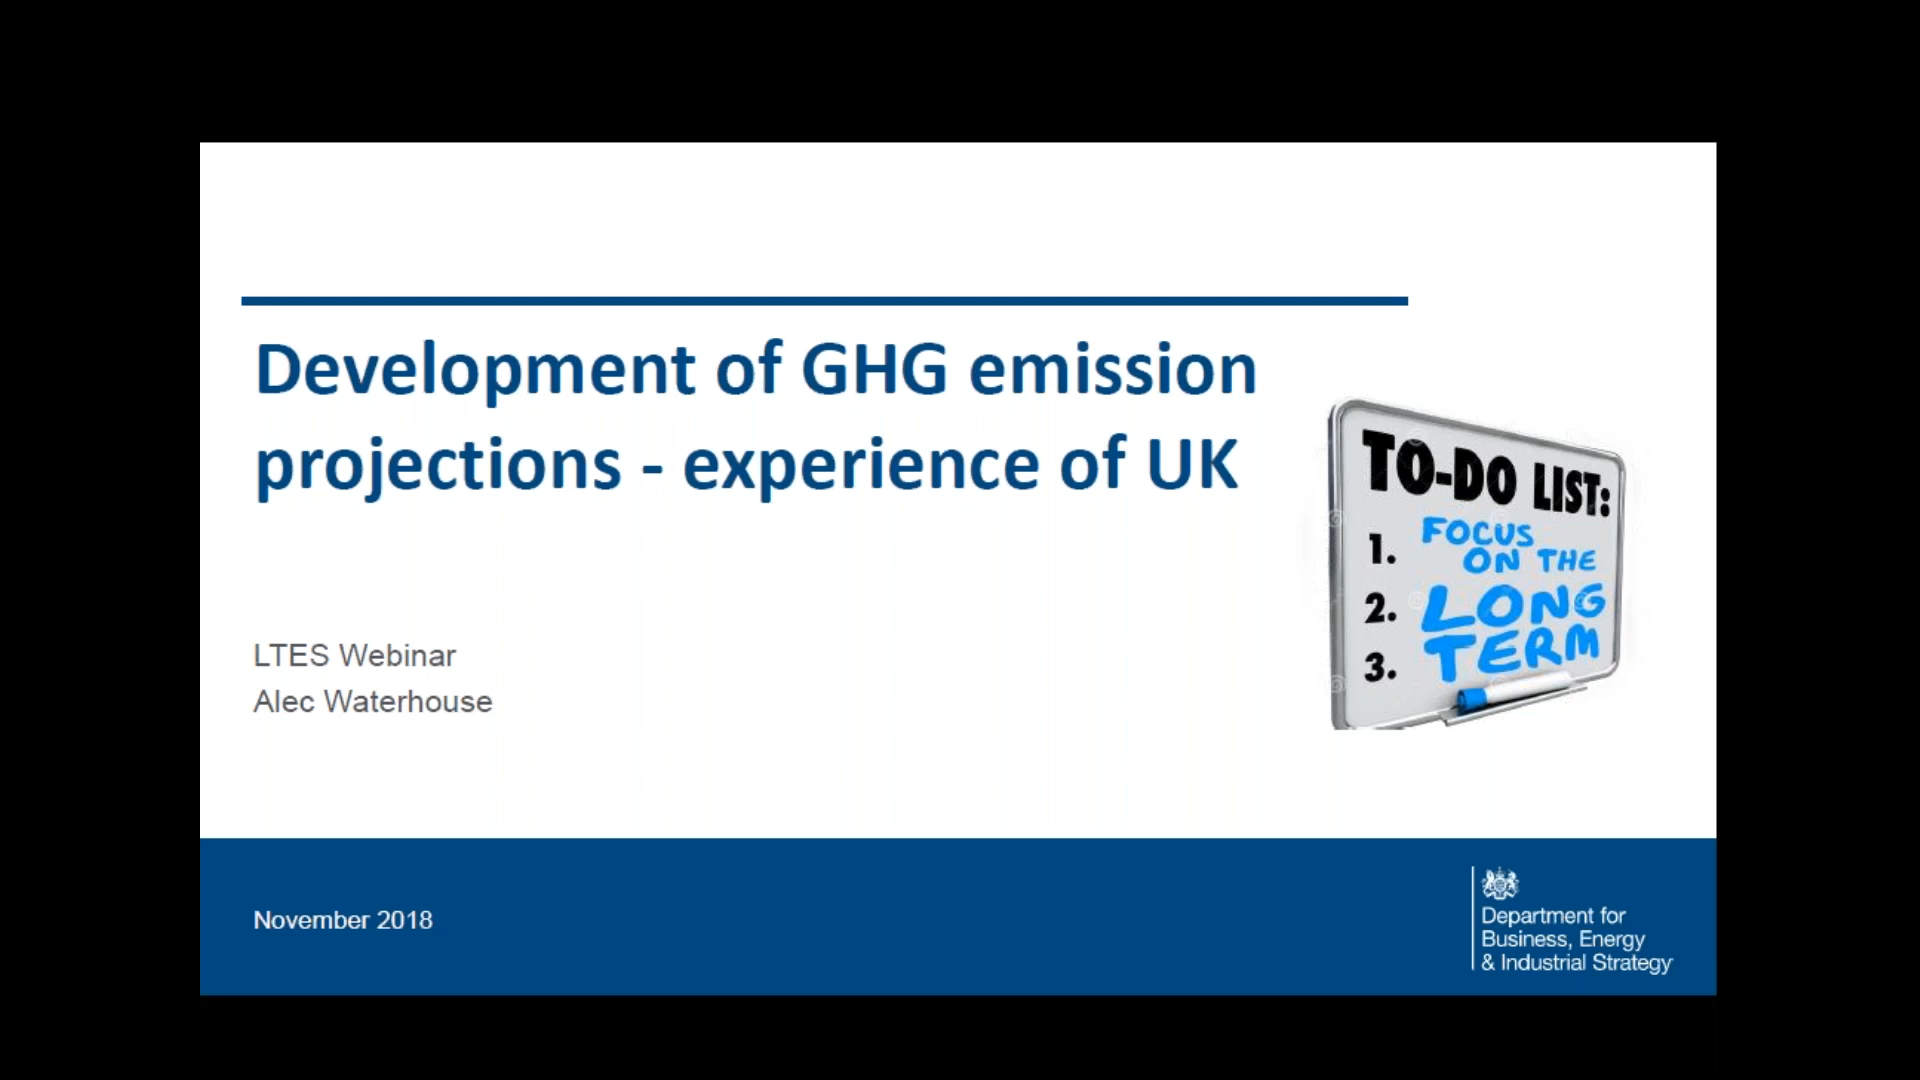 Development of GHG emission
projections - experience of UK
TO-DO LIST:
1. FOCUS
ON THE
2. LONG
3. TERM
LTES Webinar
Alec Waterhouse
November 2018
Department for
Business, Energy
& Industrial Strategy